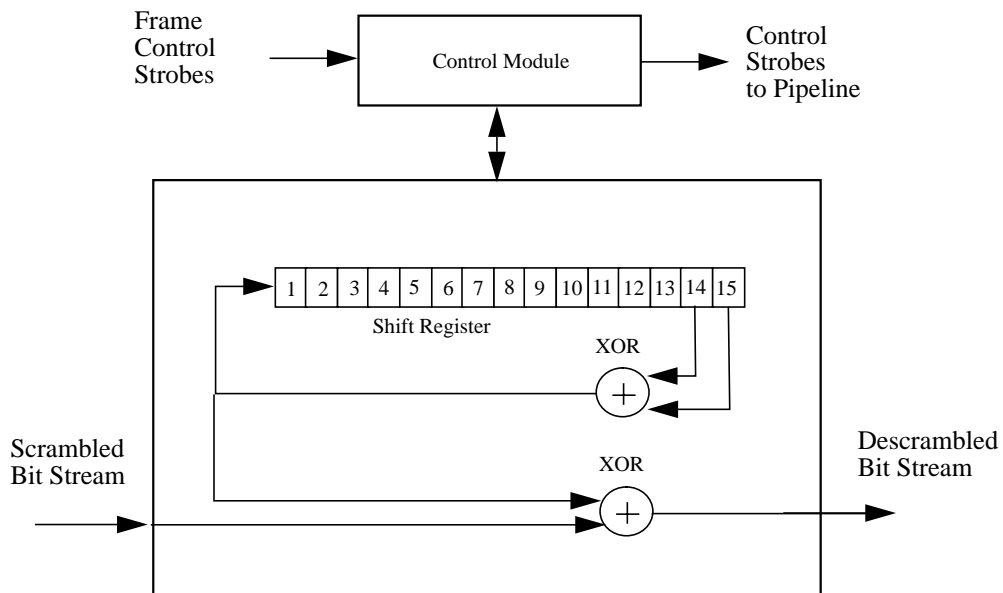 Frame
Control
Strobes
Control Module
Control
Strobes
to Pipeline
1 2 3 4 5 6 7 8 9 10 11 12 13 14 15
Shift Register
XOR
+
Scrambled
Bit Stream
XOR
+
Descrambled
Bit Stream